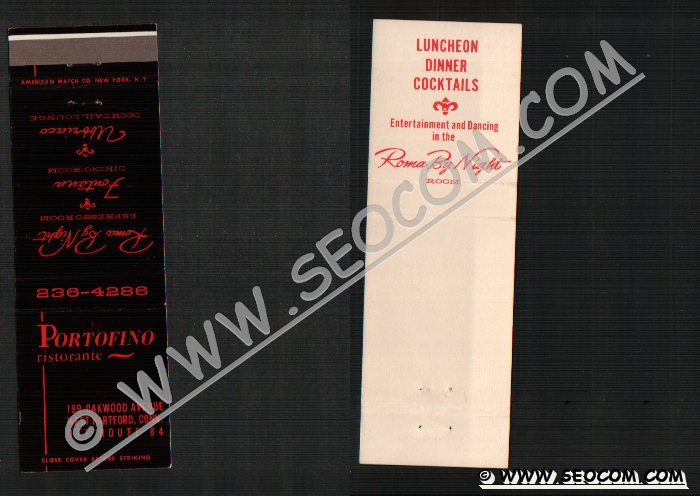 AMERICAN MATCH CO. NEW YORK, N.Y.
COCKTAIL LOUNGE
Ubbriaco
DINING ROOM
Fontana
ESPRESSO ROOM
Roma By Night
236-4286
PORTOFINO
ristorante
189 OAKWOOD AVENUE
HARTFORD, CONN.
ROUTE 84
CLOSE COVER BEFORE STRIKING
LUNCHEON
DINNER
COCKTAILS
Entertainment and Dancing
in the
Roma By Night
ROOM
© WWW.SEOCOM.COM
© WWW.SEOCOM.COM